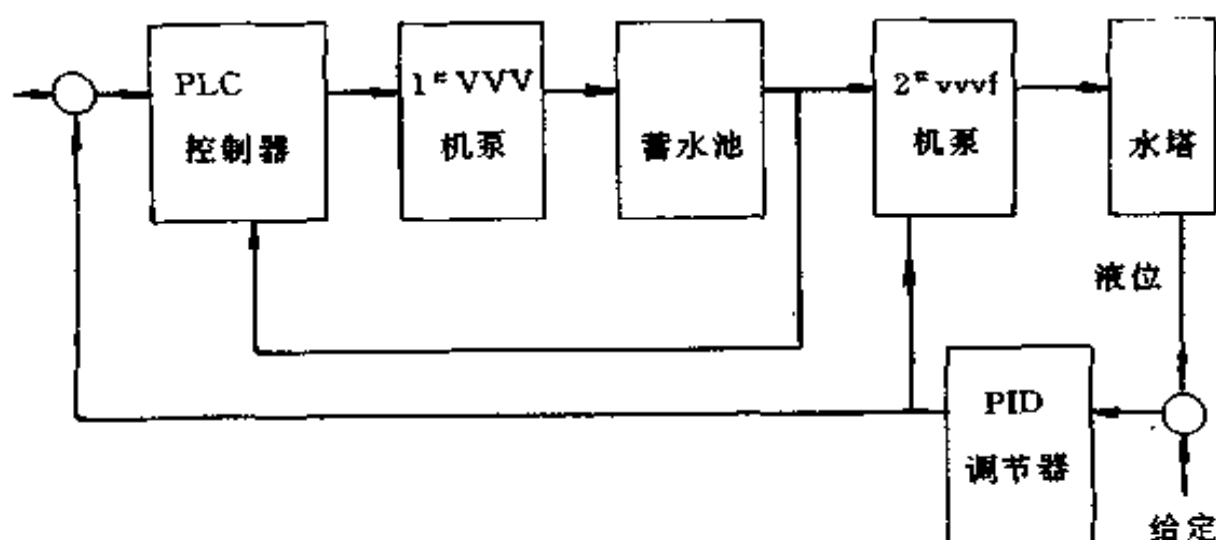 PLC
控制器
1# VVV
机泵
蓄水池
2# vvvf
机泵
水塔
液位
PID
调节器
给定